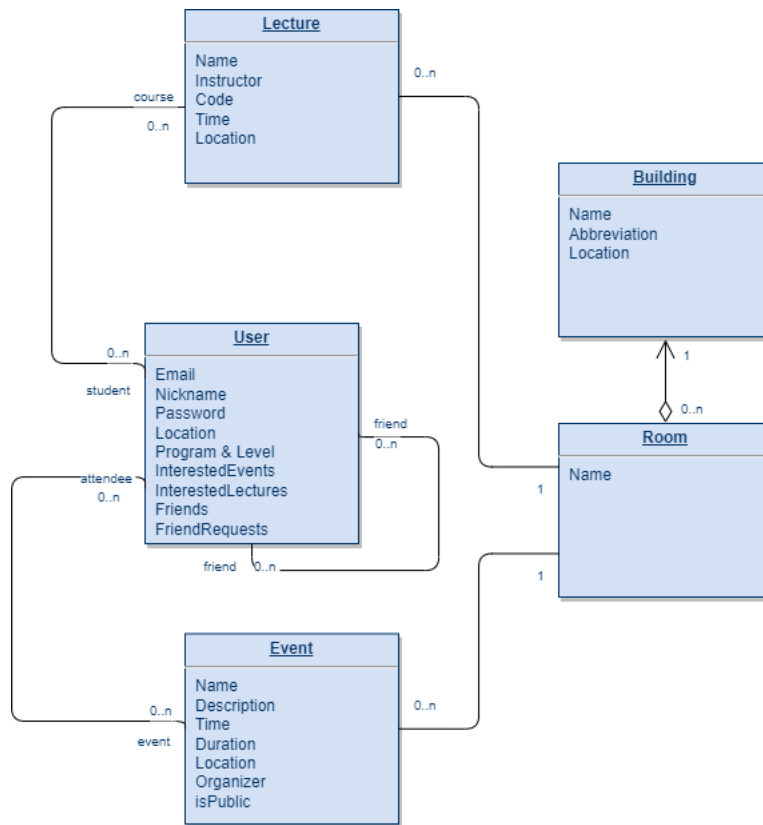 Lecture
Name
Instructor
Code
Time
Location
course
0..n
0..n
Building
Name
Abbreviation
Location
1
0..n
User
Email
Nickname
Password
Location
Program & Level
InterestedEvents
InterestedLectures
Friends
FriendRequests
0..n
student
attendee
0..n
friend
0..n
friend
0..n
Room
Name
1
1
Event
Name
Description
Time
Duration
Location
Organizer
isPublic
0..n
event
0..n